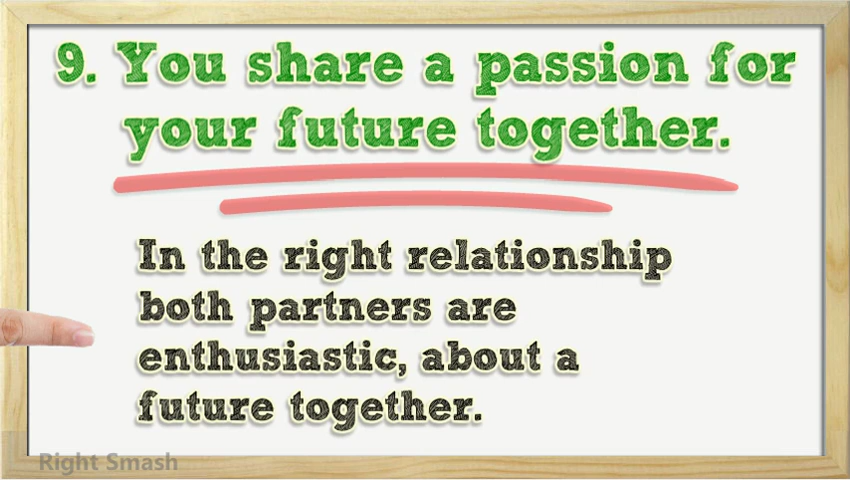 9. You share a passion for
your future together.
In the right relationship
both partners are
enthusiastic, about a
future together.
Right Smash